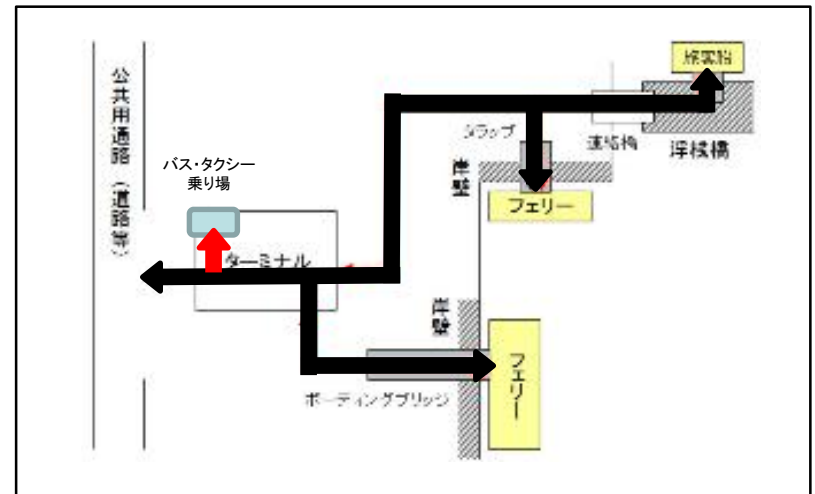 公共用通路（道路等）
バス・タクシー
乗り場
ターミナル
旅客船
タラップ
連絡橋
浮桟橋
岸壁
フェリー
岸壁
フェリー
ボーディングブリッジ